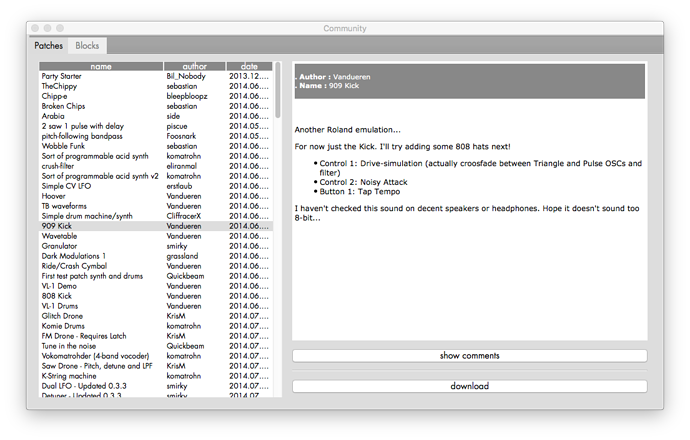 Community
Patches Blocks
name author date
Party Starter Bil_Nobody 2013.12....
TheChippy sebastian 2014.06....
Chipp-e bleepbloopz 2014.06....
Broken Chips sebastian 2014.06....
Arabia side 2014.06....
2 saw 1 pulse with delay piscue 2014.05....
pitch-following bandpass Foosnark 2014.05....
Wobble Funk sebastian 2014.06....
Sort of programmable acid synth komatrohn 2014.06....
crush-filter eliranmal 2014.06....
Sort of programmable acid synth v2 komatrohn 2014.06....
Simple CV LFO erstlaub 2014.06....
Hoover Vandueren 2014.06....
TB waveforms Vandueren 2014.06....
Simple drum machine/synth CliffracerX 2014.06....
909 Kick Vandueren 2014.06....
Wavetable Vandueren 2014.06....
Granulator smirky 2014.06....
Dark Modulations 1 grassland 2014.06....
Ride/Crash Cymbal Vandueren 2014.06....
First test patch synth and drums Quickbeam 2014.06....
VL-1 Demo Vandueren 2014.06....
808 Kick Vandueren 2014.06....
VL-1 Drums Vandueren 2014.06....
Glitch Drone KrisM 2014.07....
Komie Drums komatrohn 2014.07....
FM Drone - Requires Latch KrisM 2014.07....
Tune in the noise Quickbeam 2014.07....
Vokomatrohder (4-band vocoder) komatrohn 2014.07....
Saw Drone - Pitch, detune and LPF KrisM 2014.07....
K-String machine komatrohn 2014.07....
Dual LFO - Updated 0.3.3 smirky 2014.07....
Detuner - Updated 0.3.3 smirky 2014.07....
. Author : Vandueren
. Name : 909 Kick
Another Roland emulation...
For now just the Kick. I'll try adding some 808 hats next!
• Control 1: Drive-simulation (actually croosfade between Triangle and Pulse OSCs and
filter)
• Control 2: Noisy Attack
• Button 1: Tap Tempo
I haven't checked this sound on decent speakers or headphones. Hope it doesn't sound too
8-bit...
show comments
download